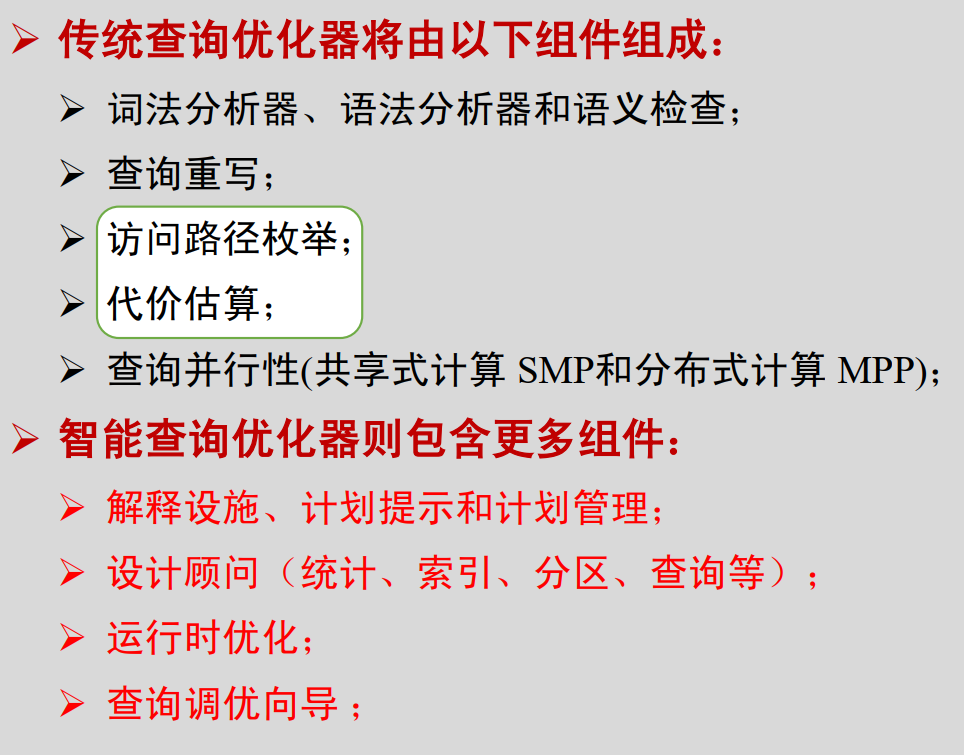 传统查询优化器将由以下组件组成：
词法分析器、语法分析器和语义检查；
查询重写；
访问路径枚举；
代价估算；
查询并行性(共享式计算 SMP和分布式计算 MPP)；
智能查询优化器则包含更多组件：
解释设施、计划提示和计划管理；
设计顾问（统计、索引、分区、查询等）；
运行时优化；
查询调优向导 ；